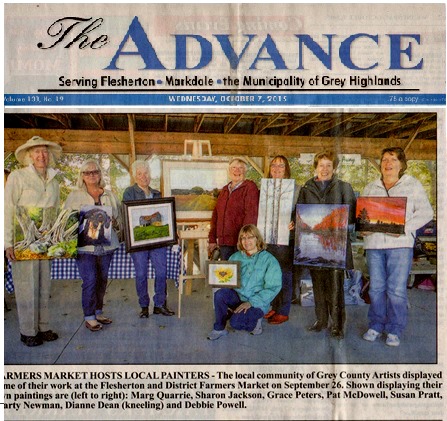 The ADVANCE
Serving Flesherton • Markdale • the Municipality of Grey Highlands
WEDNESDAY, OCTOBER 7, 2015
ARMERS MARKET HOSTS LOCAL PAINTERS - The local community of Grey County Artists displayed
me of their work at the Flesherton and District Farmers Market on September 26. Shown displaying their
n paintings are (left to right): Marg Quarrie, Sharon Jackson, Grace Peters, Pat McDowell, Susan Pratt,
arty Newman, Dianne Dean (kneeling) and Debbie Powell.